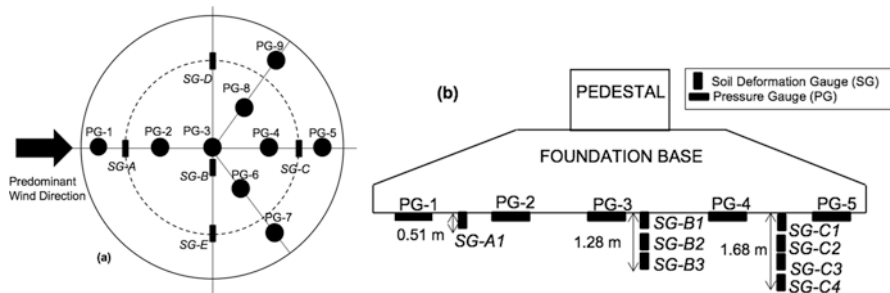 PG-9
SG-D
PG-8
PG-1
PG-2
PG-3
PG-4
PG-5
SG-A
SG-B
SG-C
PG-6
Predominant
Wind Direction
PG-7
SG-E
(a)
(b)
Soil Deformation Gauge (SG)
Pressure Gauge (PG)
PEDESTAL
FOUNDATION BASE
PG-1
PG-2
PG-3
PG-4
PG-5
0.51 m
SG-A1
1.28 m
SG-B1
SG-B2
SG-B3
1.68 m
SG-C1
SG-C2
SG-C3
SG-C4